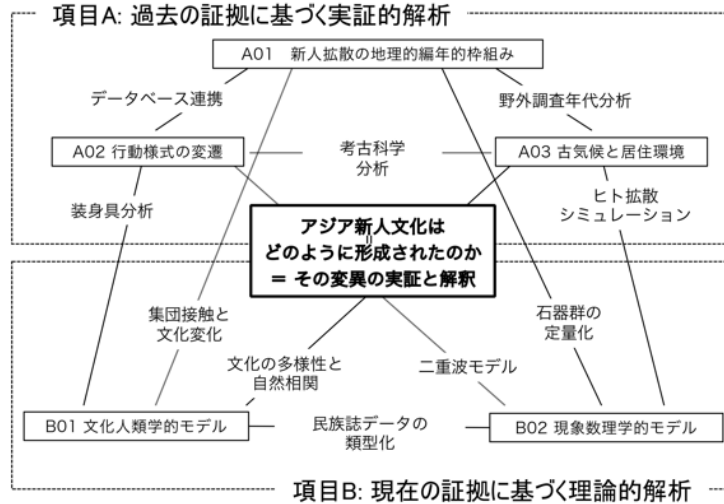 項目A: 過去の証拠に基づく実証的解析
A01　新人拡散の地理的編年的枠組み
データベース連携
野外調査年代分析
A02 行動様式の変遷
考古科学
分析
A03 古気候と居住環境
装身具分析
ヒト拡散
シミュレーション
アジア新人文化は
どのように形成されたのか
= その変異の実証と解釈
集団接触と
文化変化
石器群の
定量化
文化の多様性と
自然相関
二重波モデル
B01 文化人類学的モデル
民族誌データの
類型化
B02 現象数理学的モデル
項目B: 現在の証拠に基づく理論的解析